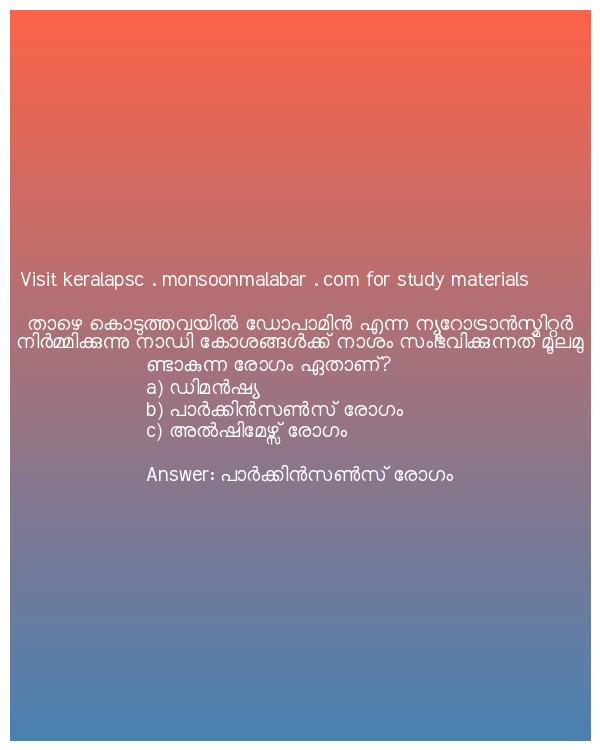 Visit keralapsc . monsoonmalabar . com for study materials
താഴെ കൊടുത്തവയിൽ ഡോപാമിൻ എന്ന ന്യൂറോട്രാൻസ്മിറ്റർ
നിർമ്മിക്കുന്നു നാഡി കോശങ്ങൾക്ക് നാശം സംഭവിക്കുന്നത് മൂലമു
ണ്ടാകുന്ന രോഗം ഏതാണ്?
a) ഡിമൻഷ്യ
b) പാർക്കിൻസൺസ് രോഗം
c) അൽഷിമേഴ്സ് രോഗം
Answer: പാർക്കിൻസൺസ് രോഗം